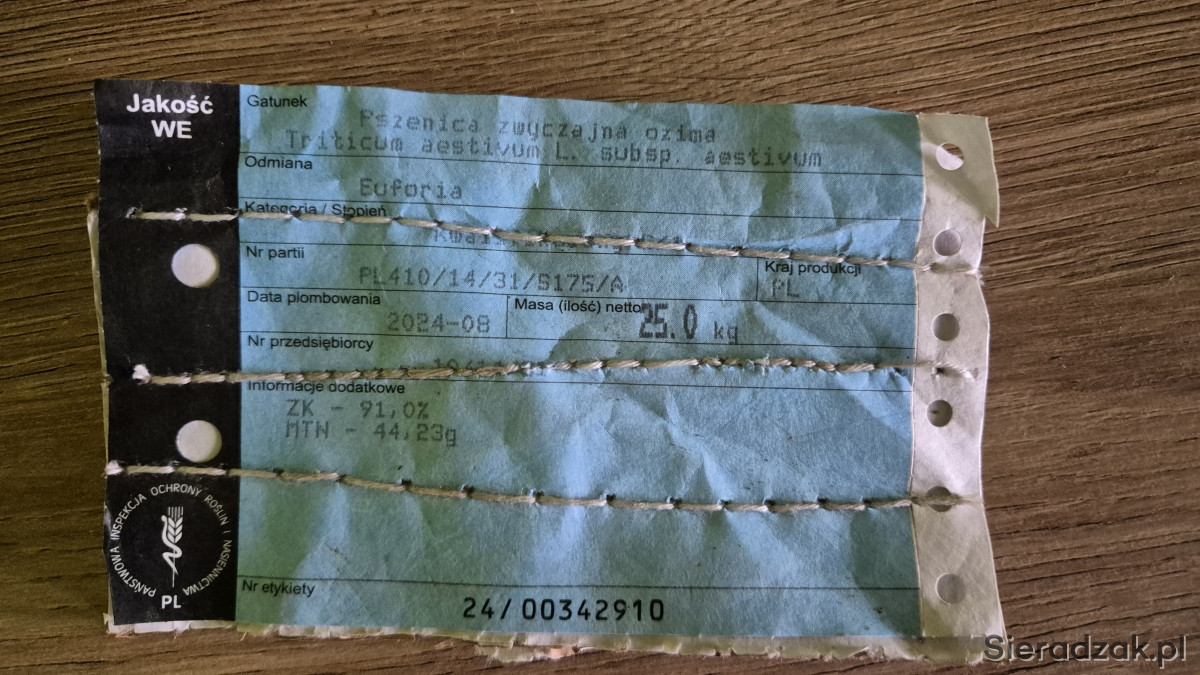 Jakość
WE
Gatunek
Pszenica zwyczajna ozima
Triticum aestivum L. subsp. aestivum
Odmiana
Euforia
Kategoria / Stopień
Nr partii
PL410/14/31/S175/A
Kraj produkcji
PL
Data plombowania
2024-08
Masa (ilość) netto
25.0 kg
Nr przedsiębiorcy
Informacje dodatkowe
ZK - 91,0%
MTN - 44,23g
PAŃSTWOWA INSPEKCJA OCHRONY ROŚLIN I NASIENNICTWA
PL
Nr etykiety
24/00342910
Sieradzak.pl